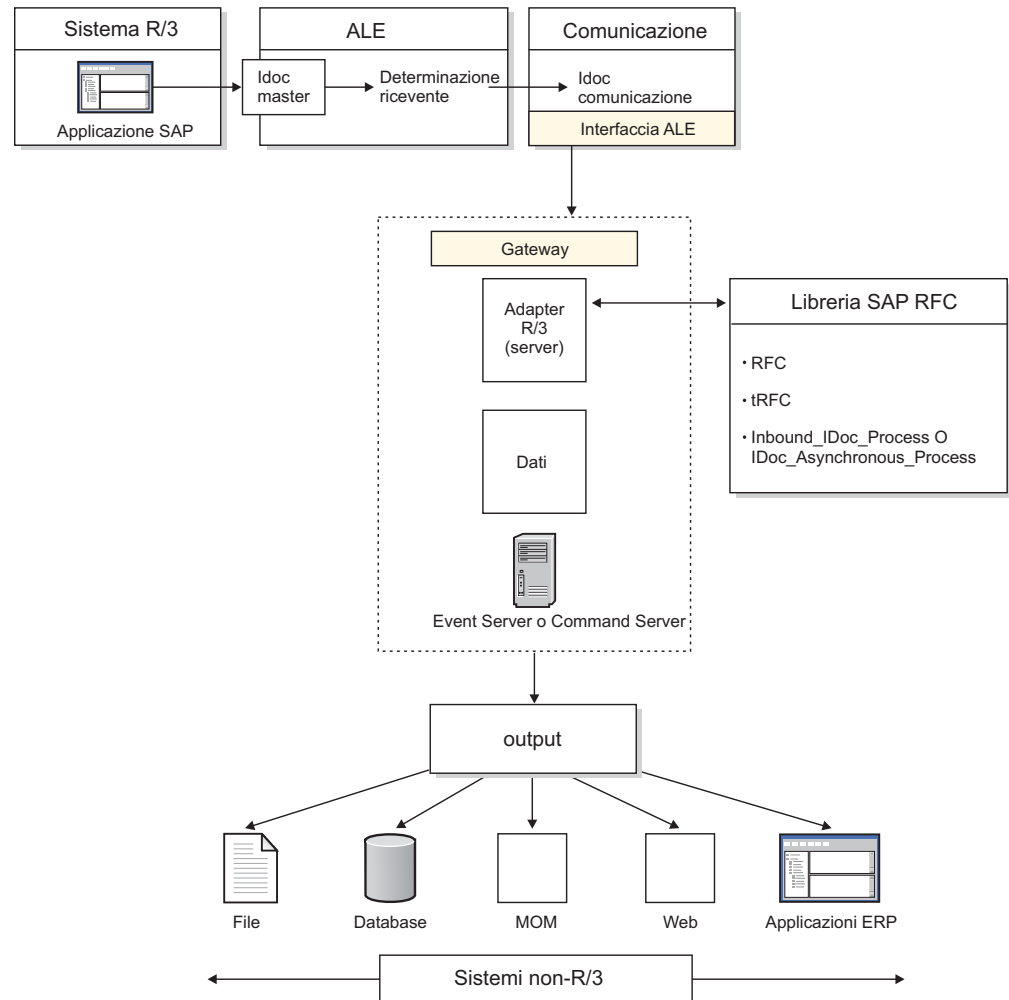 Sistema R/3
ALE
Comunicazione
Applicazione SAP
Idoc
master
Determinazione
ricevente
Idoc
comunicazione
Interfaccia ALE
Gateway
Adapter
R/3
(server)
Libreria SAP RFC
• RFC
• tRFC
• Inbound_IDoc_Process O
IDoc_Asynchronous_Process
Dati
Event Server o Command Server
output
File
Database
MOM
Web
Applicazioni ERP
Sistemi non-R/3